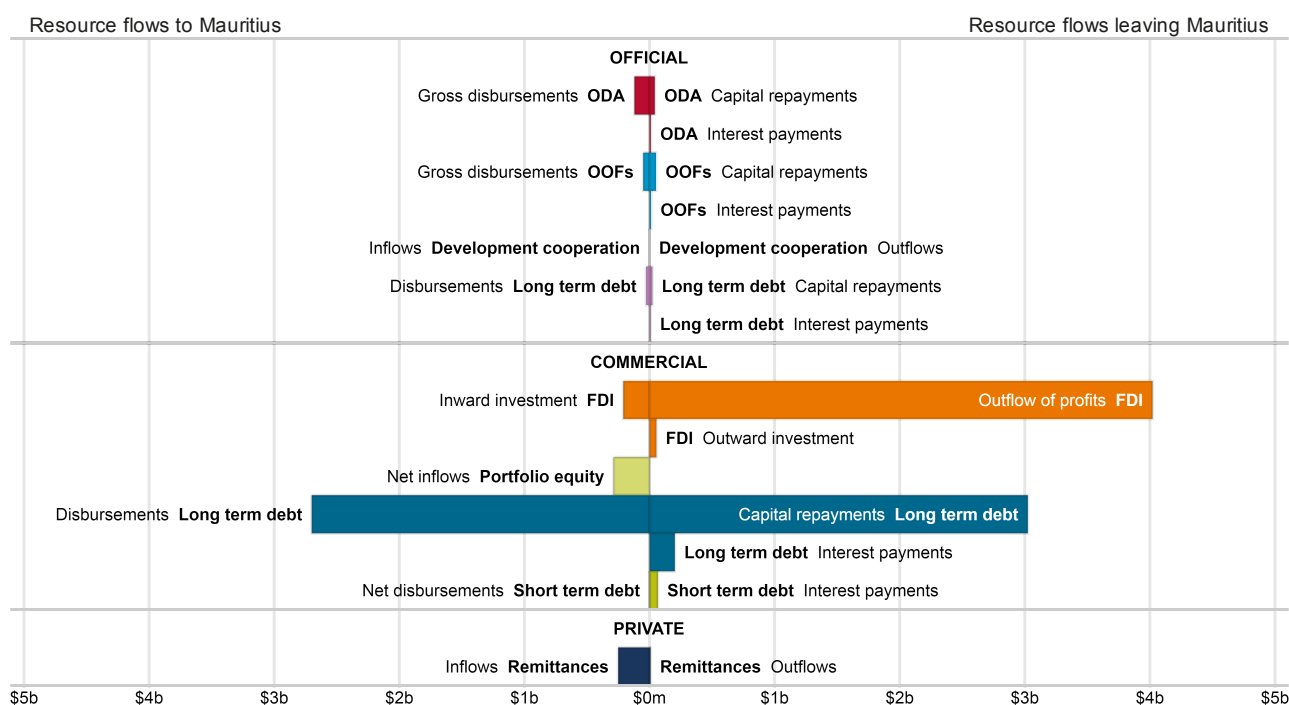 Resource flows to Mauritius Resource flows leaving Mauritius
OFFICIAL
Gross disbursements ODA ODA Capital repayments
ODA Interest payments
Gross disbursements OOFs OOFs Capital repayments
OOFs Interest payments
Inflows Development cooperation Development cooperation Outflows
Disbursements Long term debt Long term debt Capital repayments
Long term debt Interest payments
COMMERCIAL
Inward investment FDI Outflow of profits FDI
FDI Outward investment
Net inflows Portfolio equity
Disbursements Long term debt Capital repayments Long term debt
Long term debt Interest payments
Net disbursements Short term debt Short term debt Interest payments
PRIVATE
Inflows Remittances Remittances Outflows
$5b $4b $3b $2b $1b $0m $1b $2b $3b $4b $5b